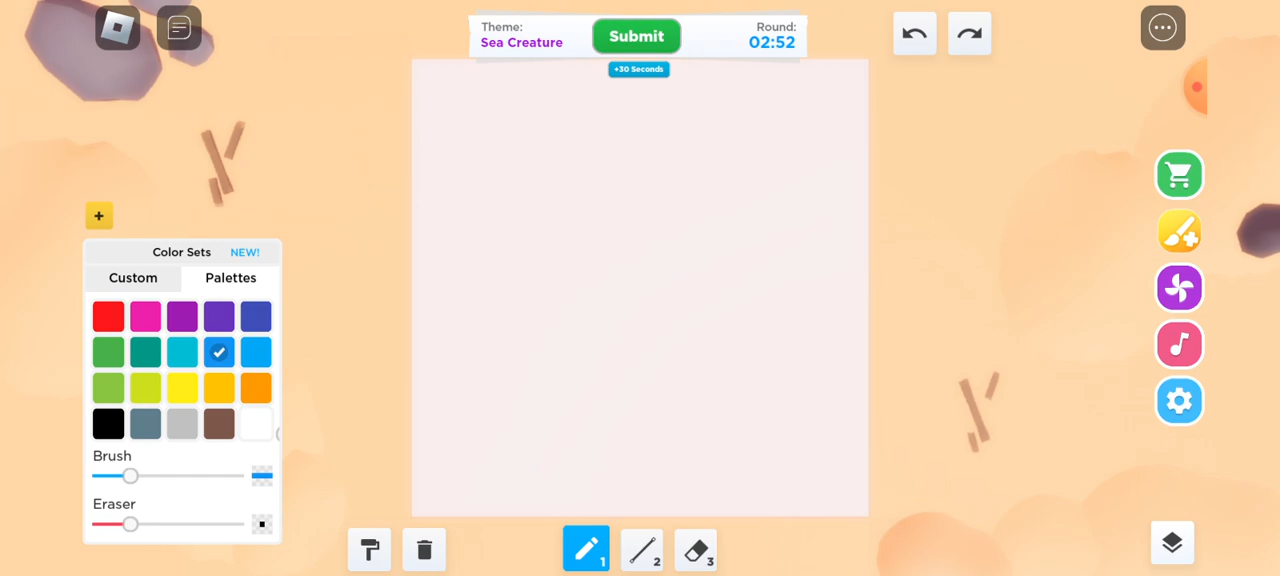 Theme:
Sea Creature
Submit
Round:
02:52
+30 Seconds
+
Color Sets NEW!
Custom Palettes
Brush
Eraser
1
2
3